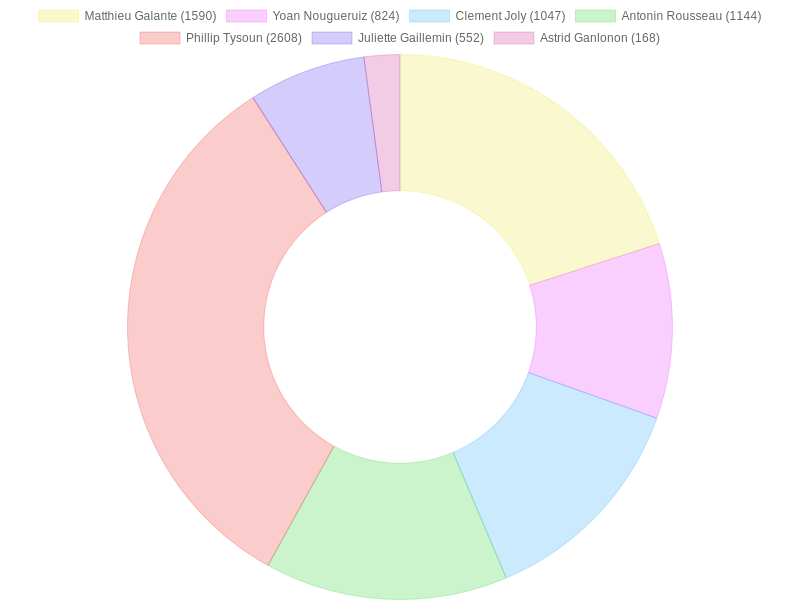 Matthieu Galante (1590) Yoan Nougueruiz (824) Clement Joly (1047) Antonin Rousseau (1144)
Phillip Tysoun (2608) Juliette Gaillemin (552) Astrid Ganlonon (168)